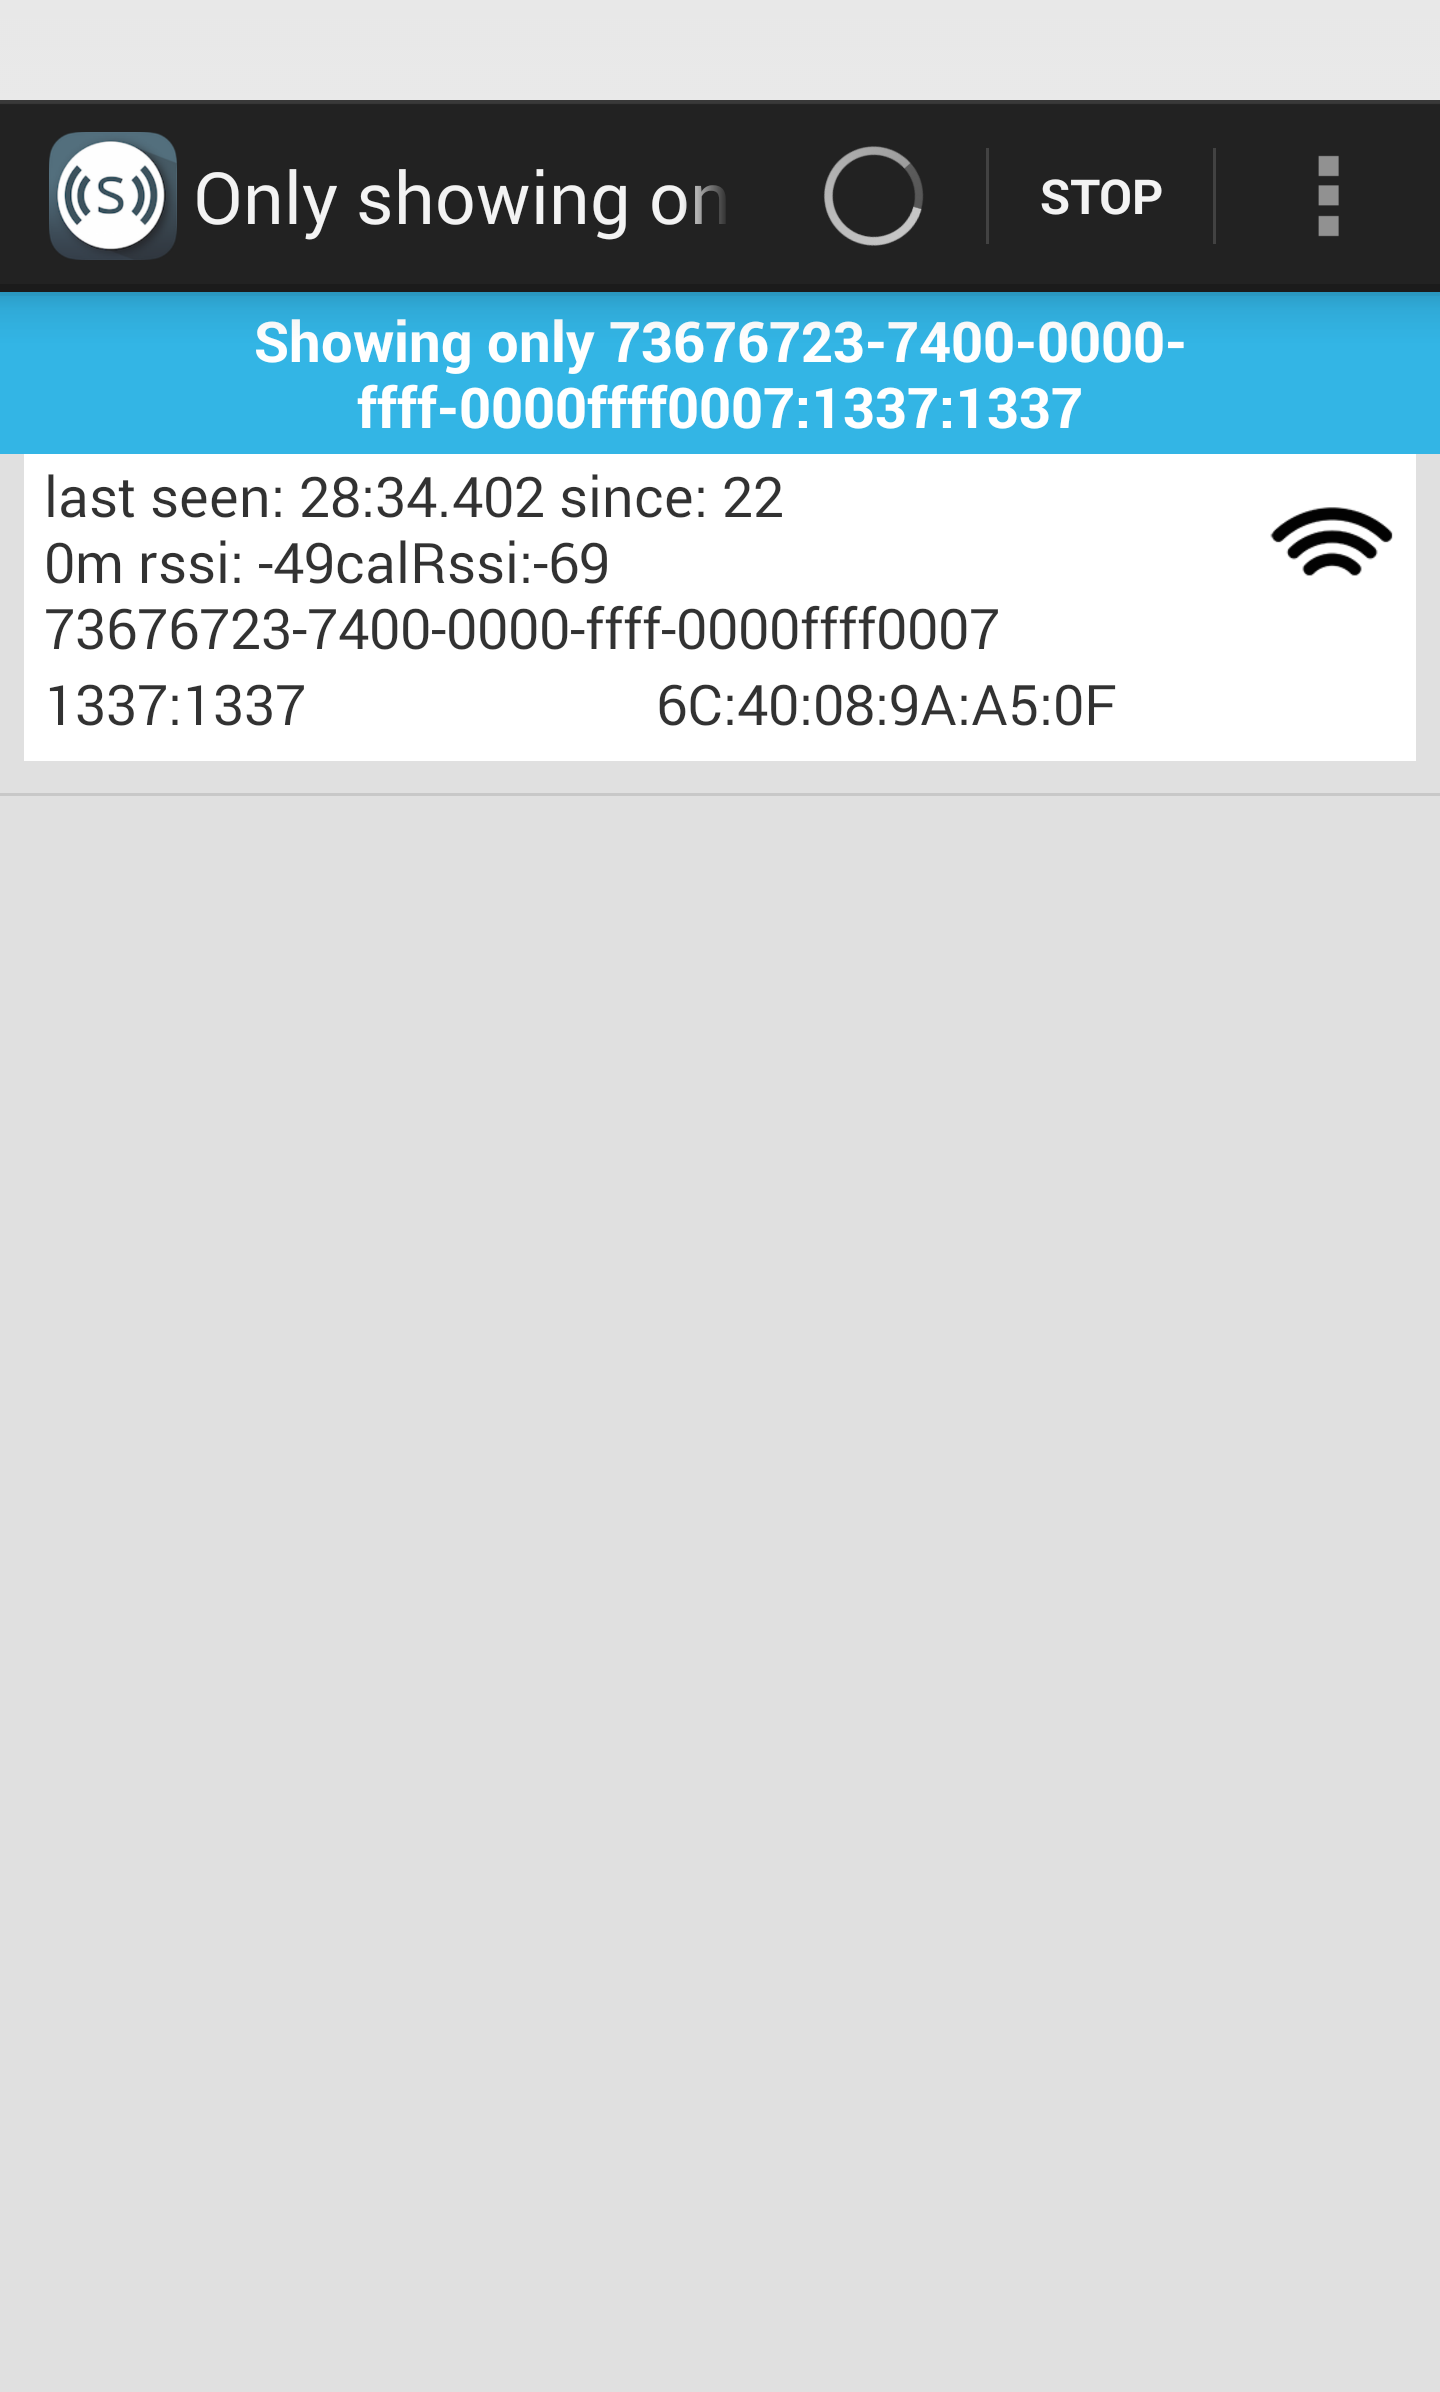 S
Only showing on
STOP
Showing only 73676723-7400-0000-
ffff-0000ffff0007:1337:1337
last seen: 28:34.402 since: 22
0m rssi: -49calRssi:-69
73676723-7400-0000-ffff-0000ffff0007
1337:1337 6C:40:08:9A:A5:0F